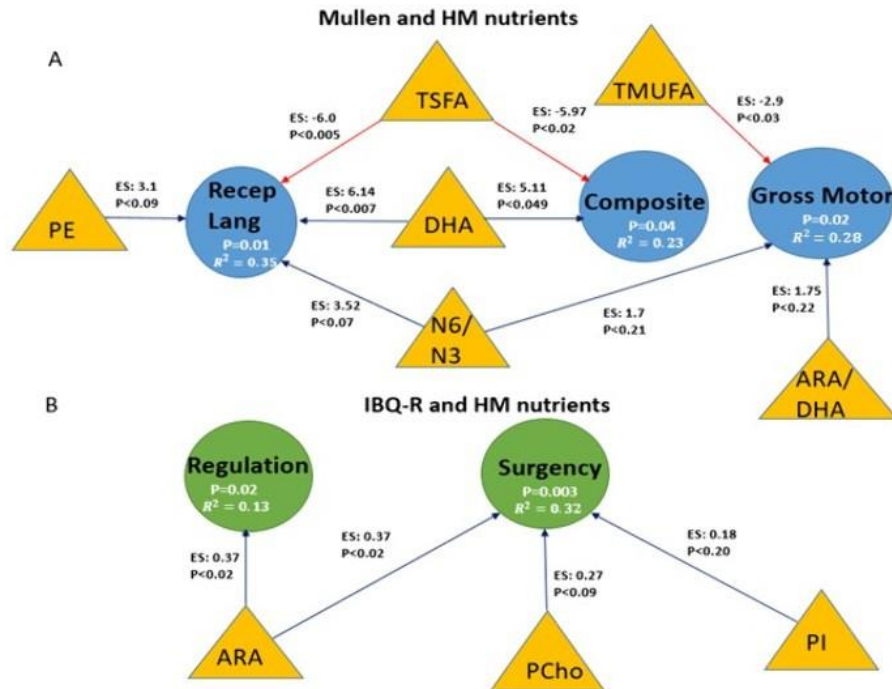 Mullen and HM nutrients
A
TSFA
TMUFA
ES: -6.0
P<0.005
ES: -5.97
P<0.02
ES: -2.9
P<0.03
PE
ES: 3.1
P<0.09
Recep
Lang
P=0.01
R² = 0.35
ES: 6.14
P<0.007
DHA
ES: 5.11
P<0.049
Composite
P=0.04
R² = 0.23
Gross Motor
P=0.02
R² = 0.28
ES: 3.52
P<0.07
N6/
N3
ES: 1.7
P<0.21
ES: 1.75
P<0.22
ARA/
DHA
B
IBQ-R and HM nutrients
Regulation
P=0.02
R² = 0.13
Surgency
P=0.003
R² = 0.32
ES: 0.37
P<0.02
ES: 0.37
P<0.02
ES: 0.27
P<0.09
ES: 0.18
P<0.20
ARA
PCho
PI